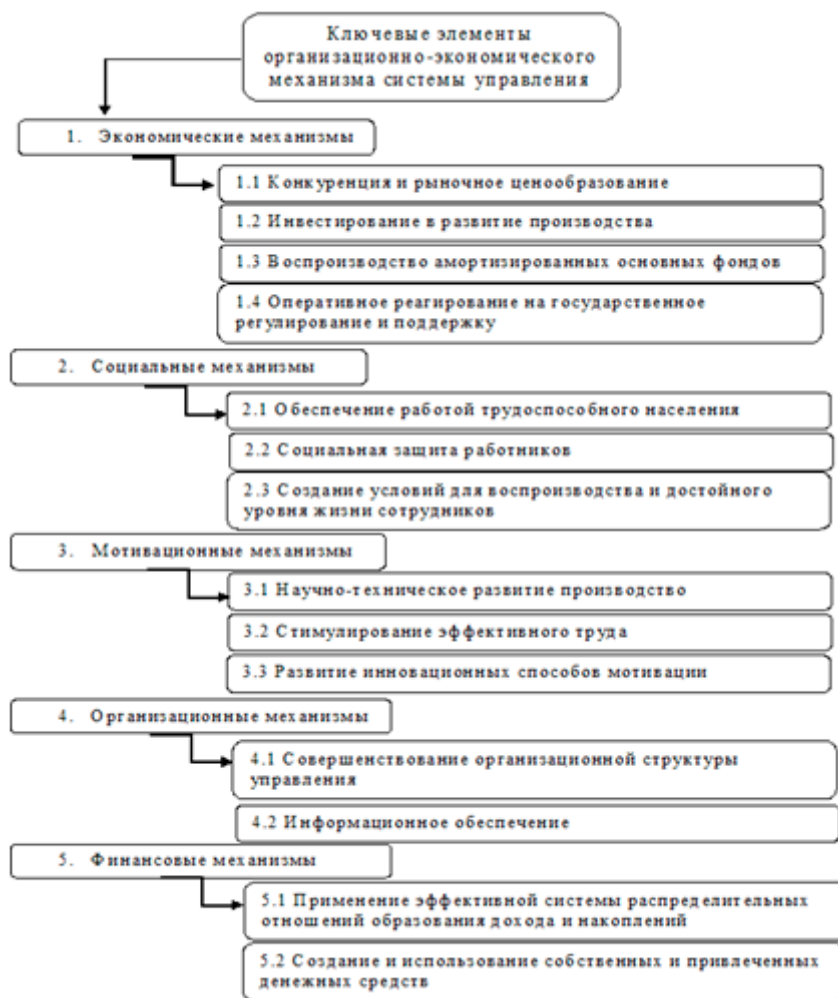 Ключевые элементы
организационно-экономического
механизма системы управления
1. Экономические механизмы
1.1 Конкуренция и рыночное ценообразование
1.2 Инвестирование в развитие производства
1.3 Воспроизводство амортизированных основных фондов
1.4 Оперативное реагирование на государственное
регулирование и поддержку
2. Социальные механизмы
2.1 Обеспечение работой трудоспособного населения
2.2 Социальная защита работников
2.3 Создание условий для воспроизводства и достойного
уровня жизни сотрудников
3. Мотивационные механизмы
3.1 Научно-техническое развитие производство
3.2 Стимулирование эффективного труда
3.3 Развитие инновационных способов мотивации
4. Организационные механизмы
4.1 Совершенствование организационной структуры
управления
4.2 Информационное обеспечение
5. Финансовые механизмы
5.1 Применение эффективной системы распределительных
отношений образования дохода и накоплений
5.2 Создание и использование собственных и привлеченных
денежных средств